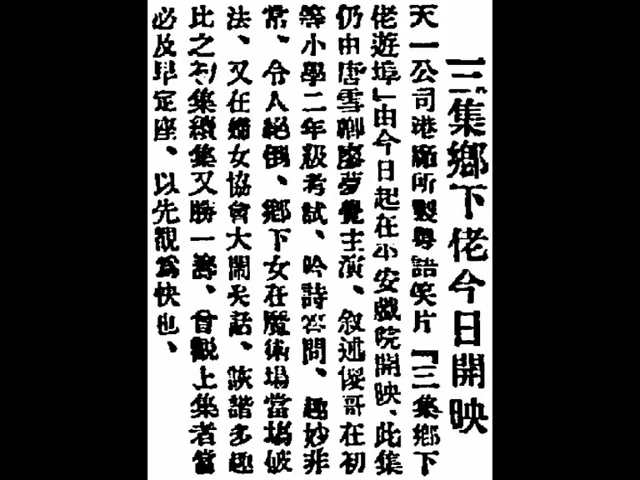 三集鄉下佬今日開映
天一公司港廠所製粵語笑片『三集鄉下
佬遊埠』由今日起在平安戲院開映、此集
仍由唐雪卿廖夢覺主演、叙述傻哥在初
等小學二年級考試、吟詩答問、趣妙非
常、令人絕倒、鄉下女在魔術場當場破
法、又在婦女協會大鬧笑話、詼諧多趣
比之初集續集又勝一籌、曾觀上集者當
必及早定座、以先觀爲快也、